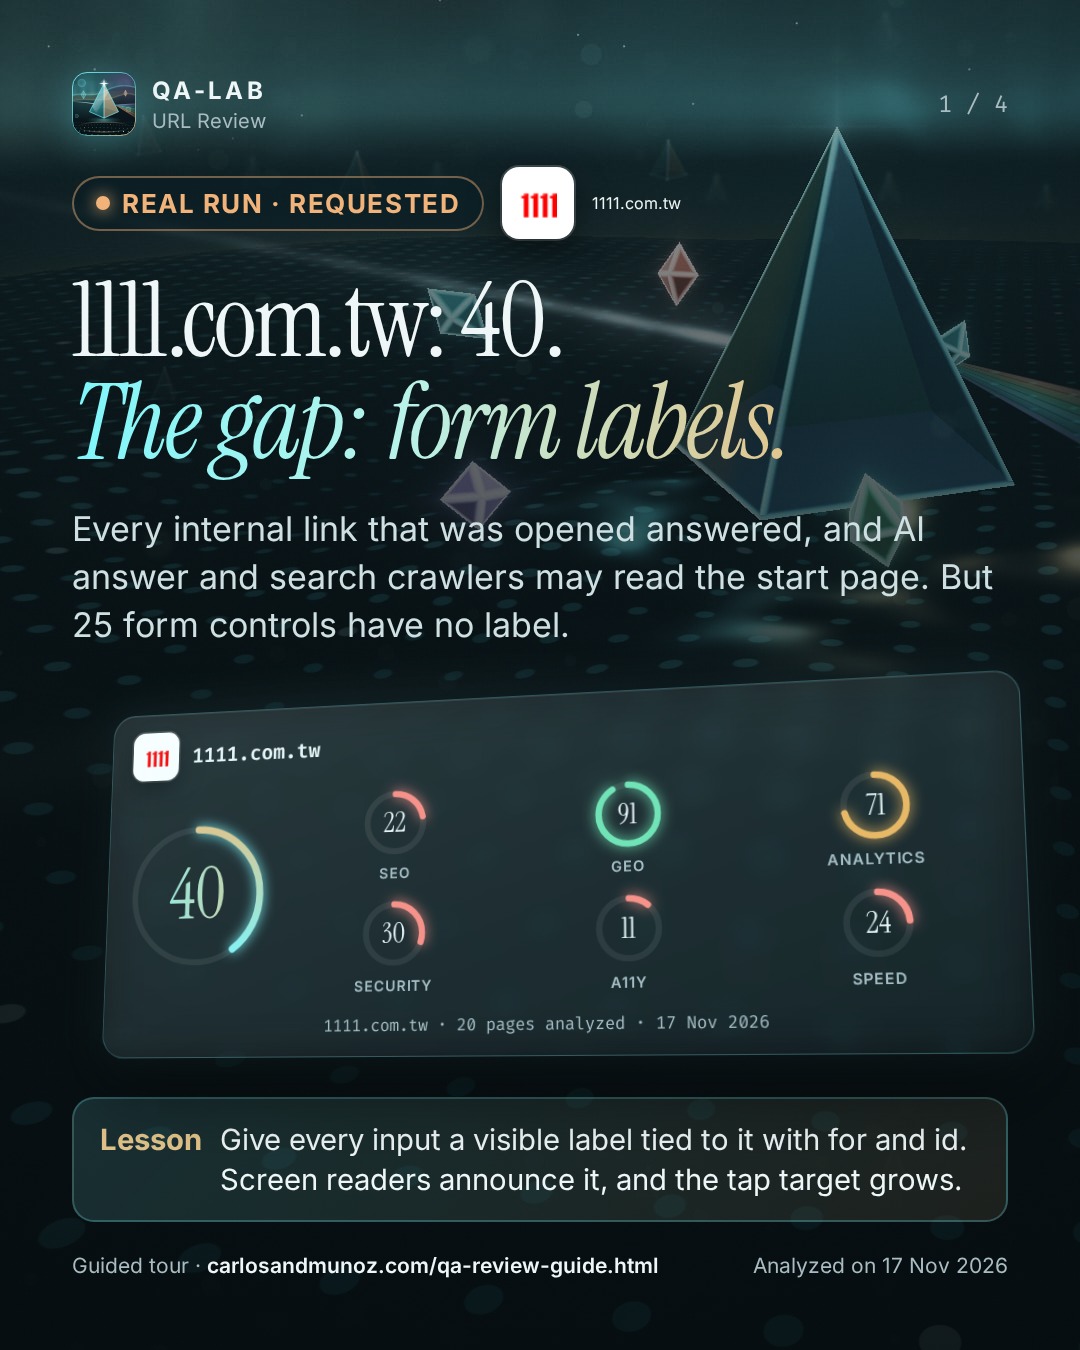 QA-LAB
URL Review
1 / 4
REAL RUN · REQUESTED
1111
1111.com.tw
1111.com.tw: 40.
The gap: form labels.
Every internal link that was opened answered, and AI
answer and search crawlers may read the start page. But
25 form controls have no label.
1111
1111.com.tw
40
22
SEO
91
GEO
71
ANALYTICS
30
SECURITY
11
A11Y
24
SPEED
1111.com.tw · 20 pages analyzed · 17 Nov 2026
Lesson Give every input a visible label tied to it with for and id.
Screen readers announce it, and the tap target grows.
Guided tour · carlosandmunoz.com/qa-review-guide.html
Analyzed on 17 Nov 2026